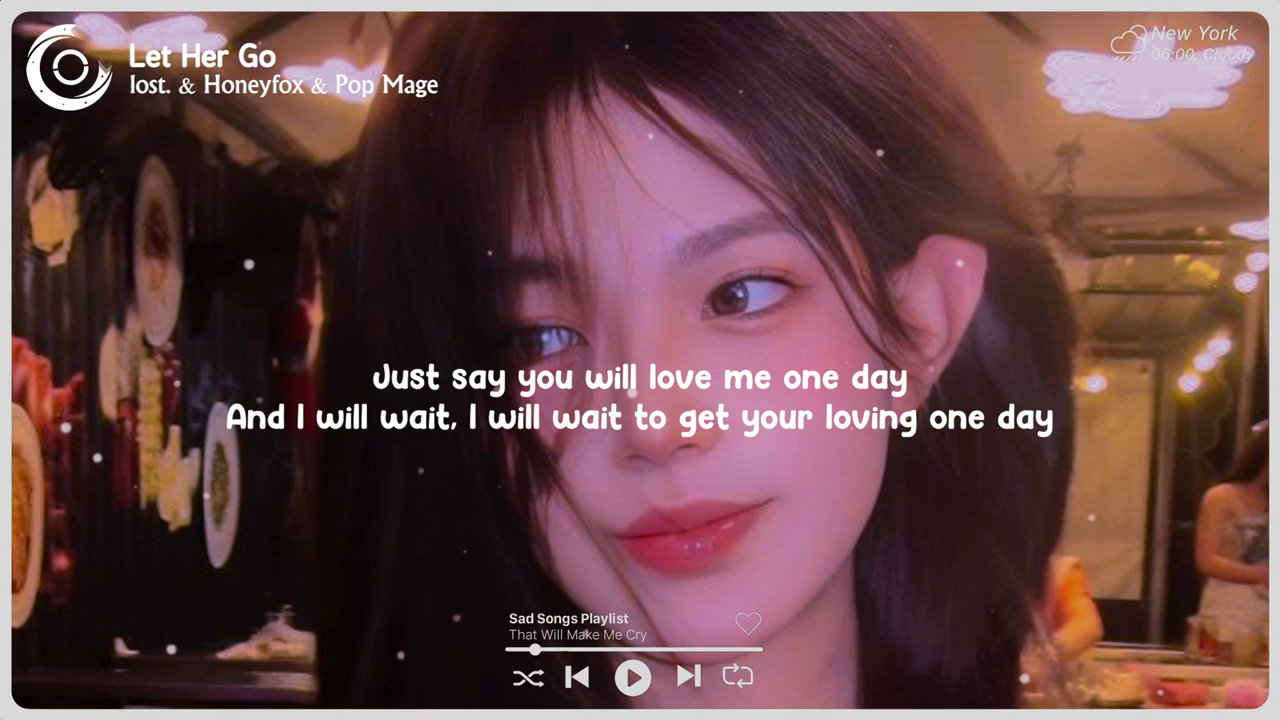 Let Her Go
lost. & Honeyfox & Pop Mage
New York
06:00, Cloudy
Just say you will love me one day
And I will wait, I will wait to get your loving one day
Sad Songs Playlist
That Will Make Me Cry